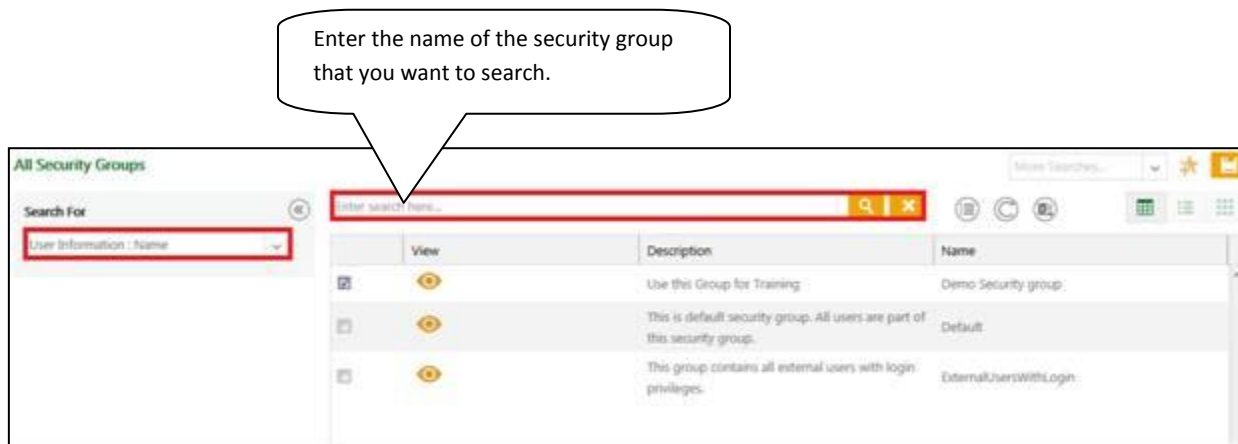 Enter the name of the security group
that you want to search.
All Security Groups
More Searches...
Search For
Enter search here...
User Information : Name
View
Description
Name
Use this Group for Training
Demo Security group
This is default security group. All users are part of
this security group.
Default
This group contains all external users with login
privileges.
ExternalUsersWithLogin